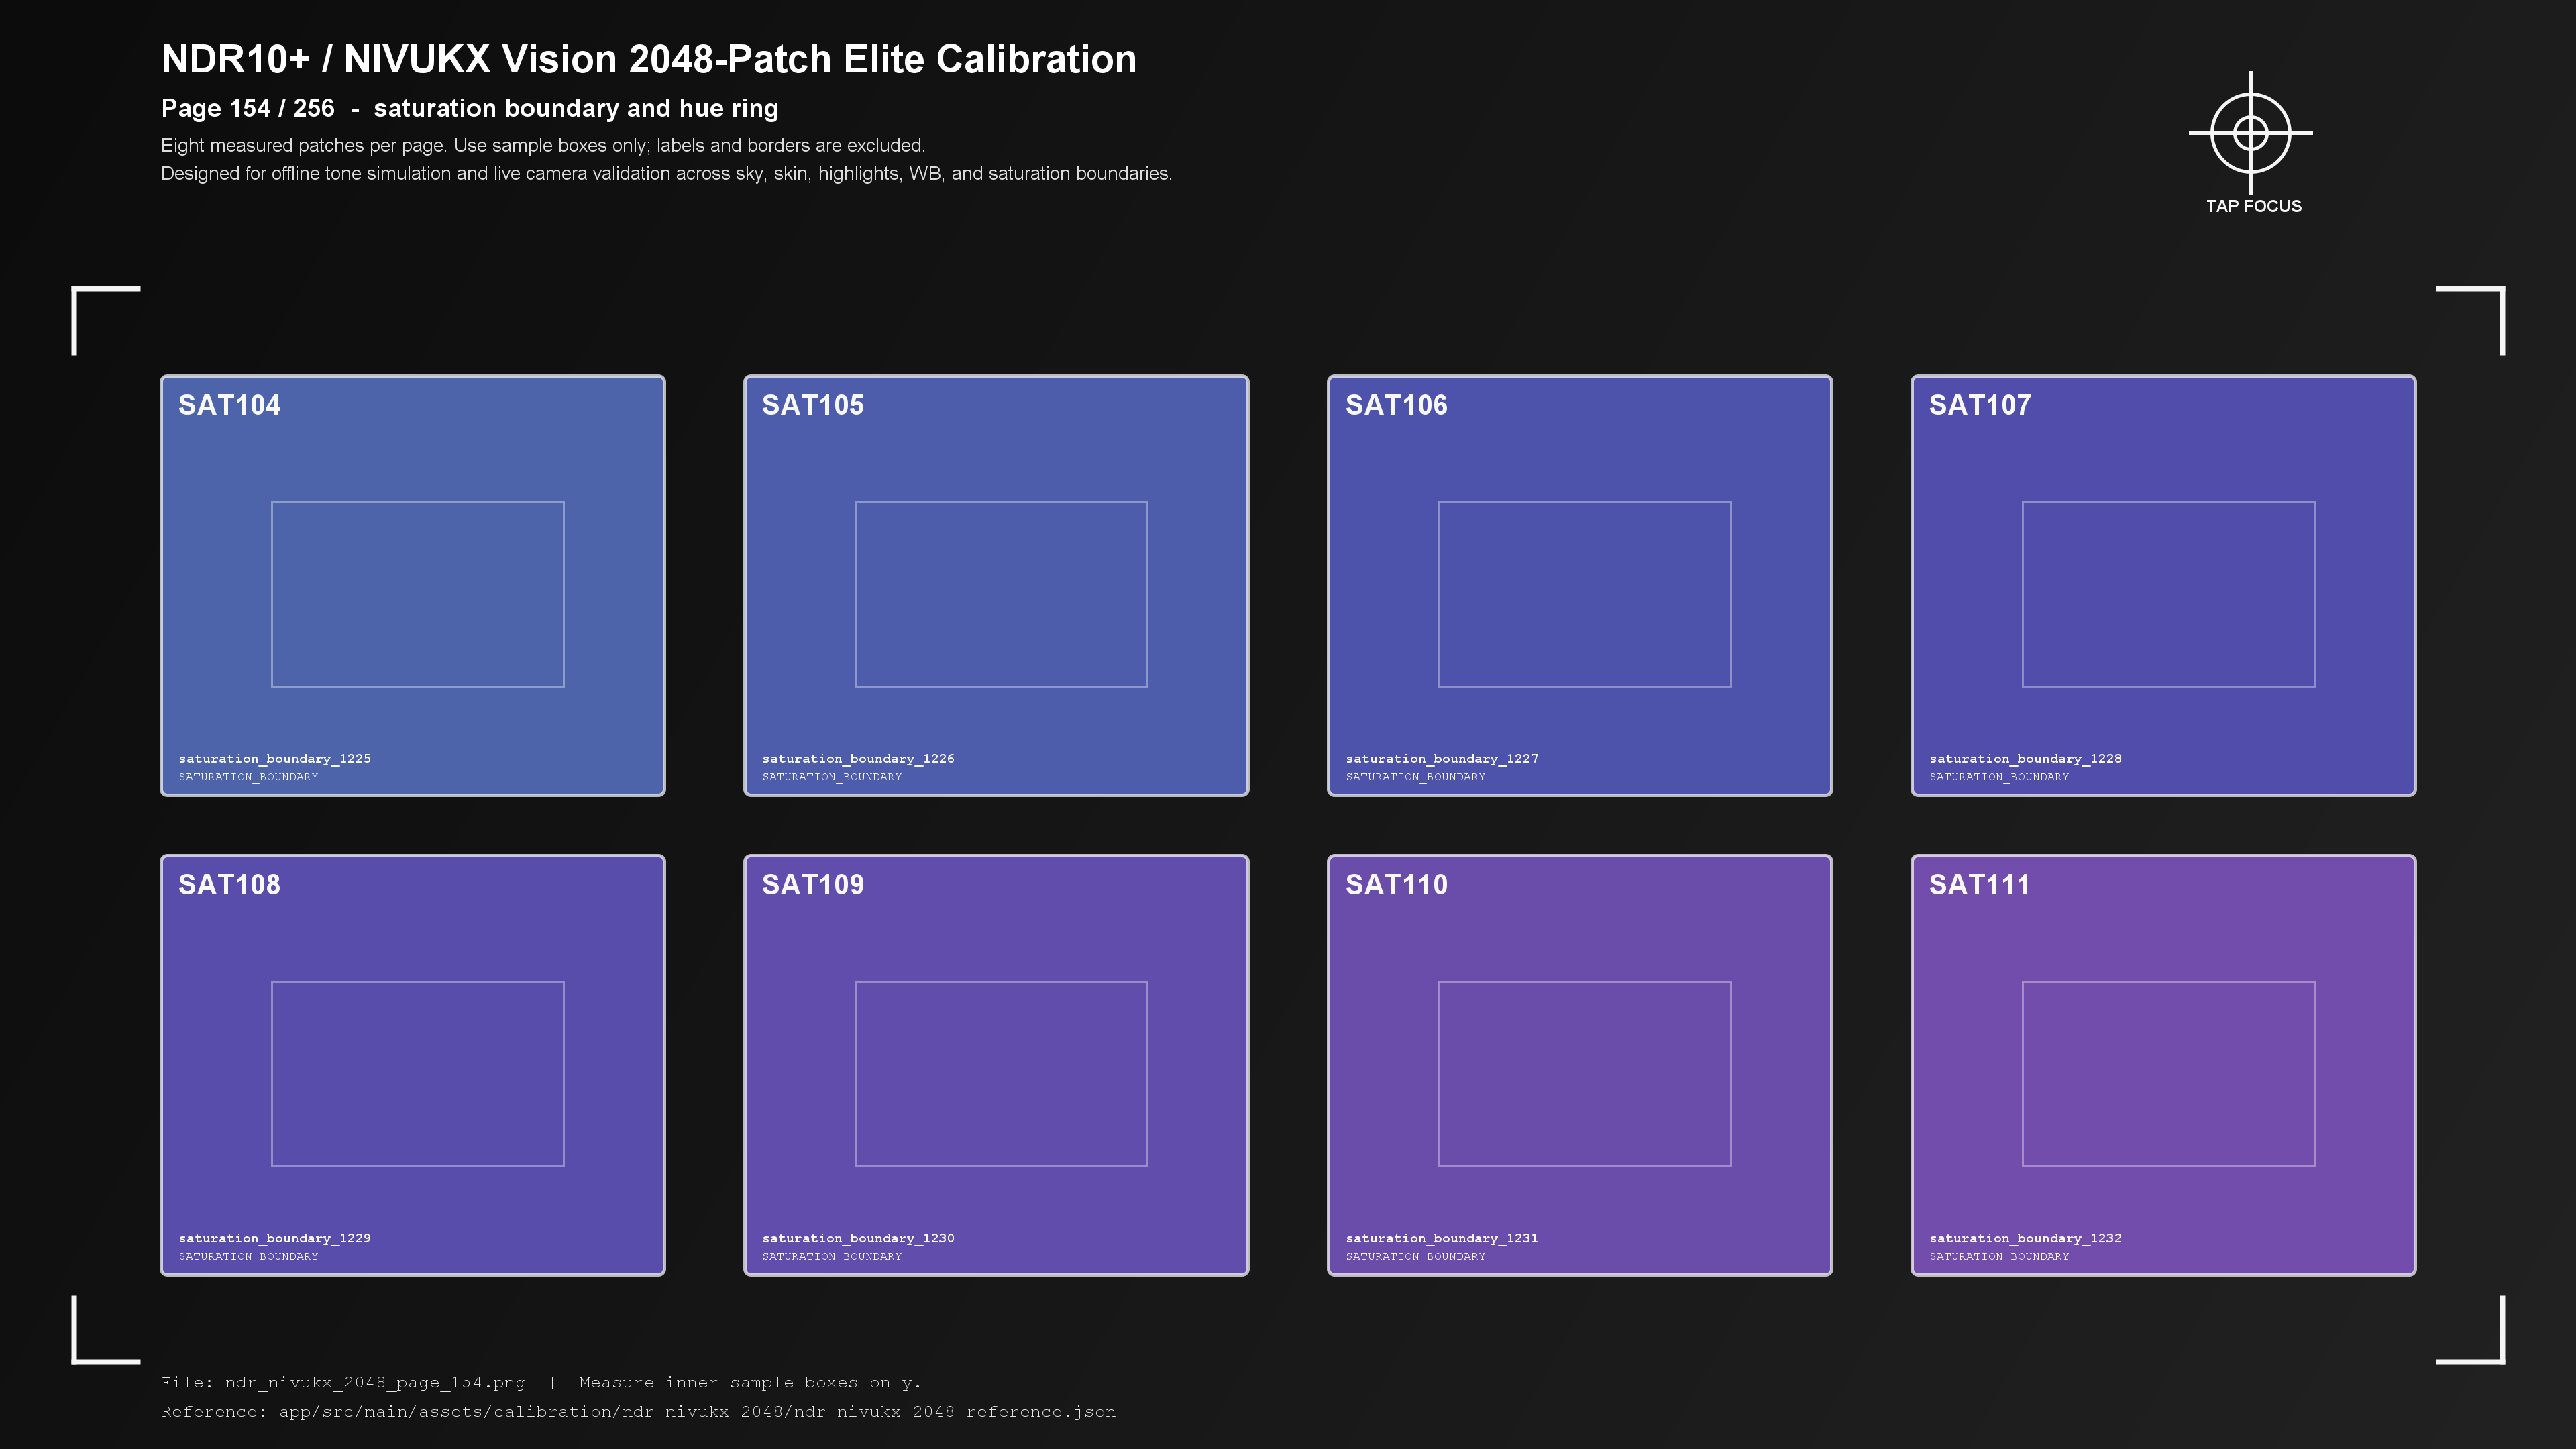 NDR10+ / NIVUKX Vision 2048-Patch Elite Calibration
Page 154 / 256  -  saturation boundary and hue ring
Eight measured patches per page. Use sample boxes only; labels and borders are excluded.
Designed for offline tone simulation and live camera validation across sky, skin, highlights, WB, and saturation boundaries.
TAP FOCUS
SAT104
saturation_boundary_1225
SATURATION_BOUNDARY
SAT105
saturation_boundary_1226
SATURATION_BOUNDARY
SAT106
saturation_boundary_1227
SATURATION_BOUNDARY
SAT107
saturation_boundary_1228
SATURATION_BOUNDARY
SAT108
saturation_boundary_1229
SATURATION_BOUNDARY
SAT109
saturation_boundary_1230
SATURATION_BOUNDARY
SAT110
saturation_boundary_1231
SATURATION_BOUNDARY
SAT111
saturation_boundary_1232
SATURATION_BOUNDARY
File: ndr_nivukx_2048_page_154.png  |  Measure inner sample boxes only.
Reference: app/src/main/assets/calibration/ndr_nivukx_2048/ndr_nivukx_2048_reference.json